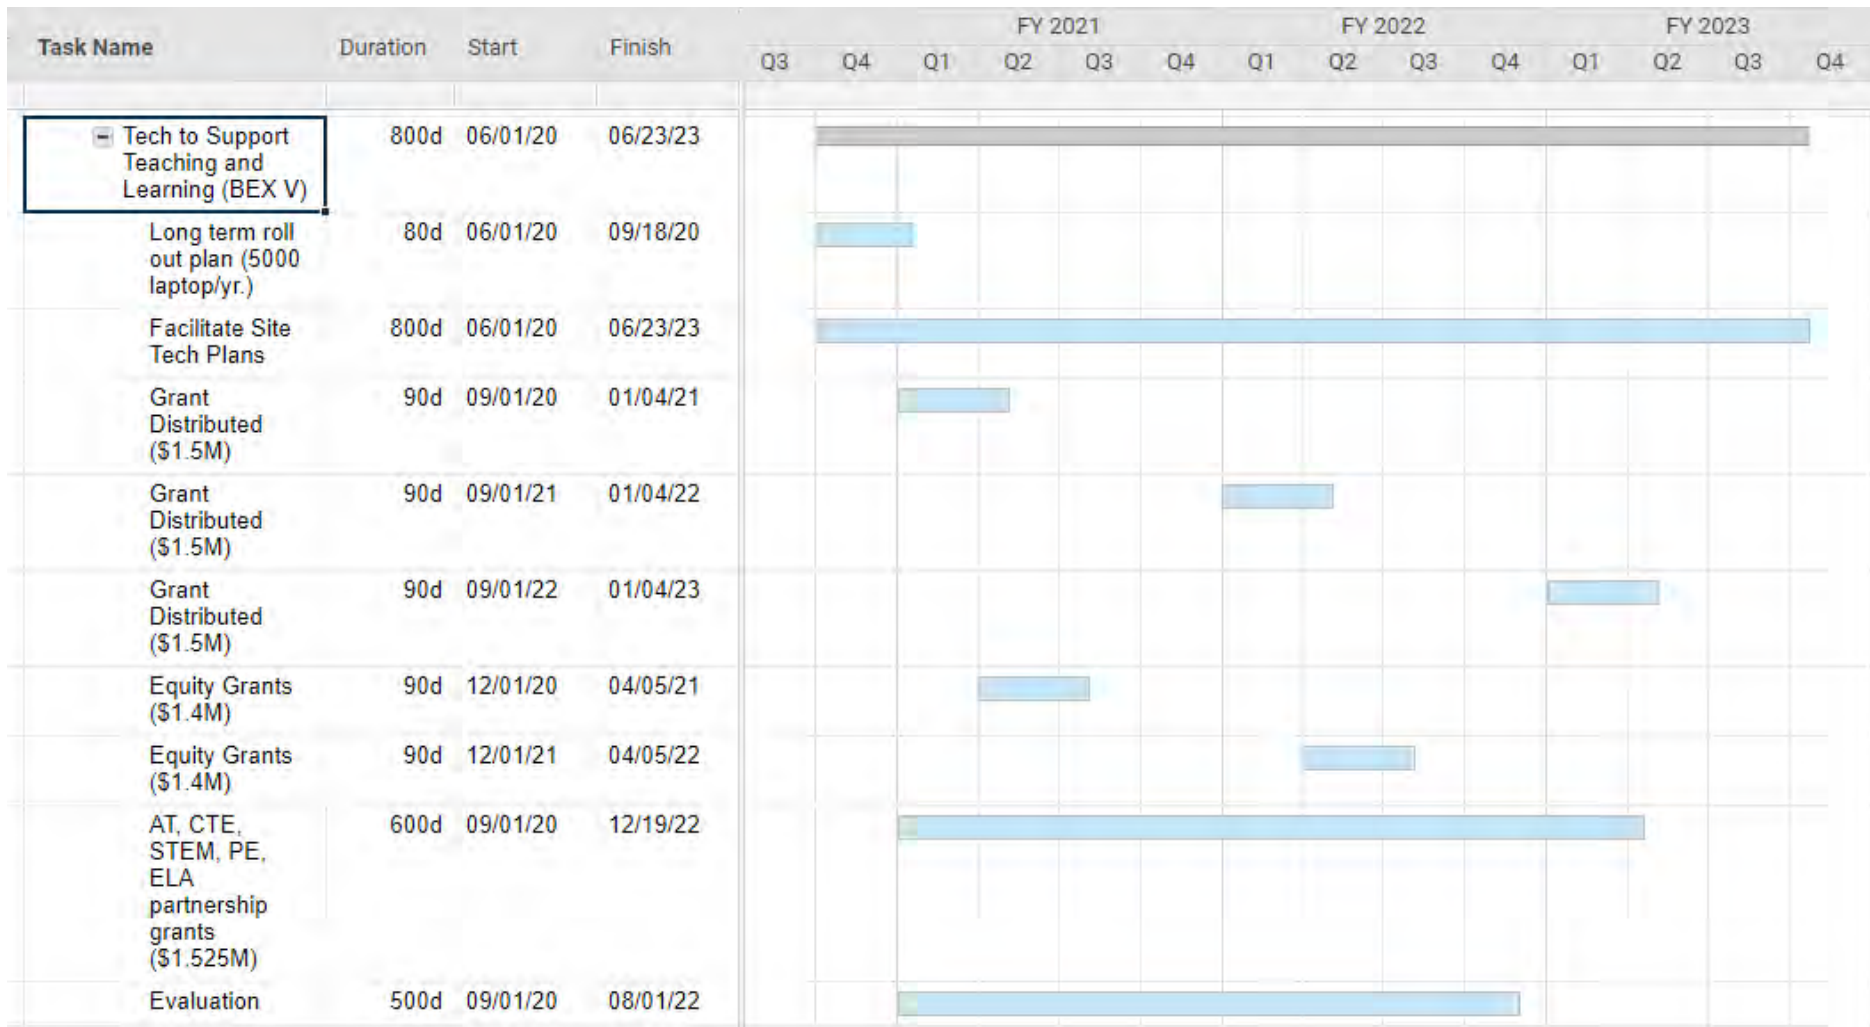 FY 2021 FY 2022 FY 2023
Task Name Duration Start Finish
Q3 Q4 Q1 Q2 Q3 Q4 Q1 Q2 Q3 Q4 Q1 Q2 Q3 Q4
Tech to Support 800d 06/01/20 06/23/23
Teaching and
Learning (BEX V)
Long term roll 80d 06/01/20 09/18/20
out plan (5000
laptop/yr.)
Facilitate Site 800d 06/01/20 06/23/23
Tech Plans
Grant 90d 09/01/20 01/04/21
Distributed
($1.5M)
Grant 90d 09/01/21 01/04/22
Distributed
($1.5M)
Grant 90d 09/01/22 01/04/23
Distributed
($1.5M)
Equity Grants 90d 12/01/20 04/05/21
($1.4M)
Equity Grants 90d 12/01/21 04/05/22
($1.4M)
AT, CTE, 600d 09/01/20 12/19/22
STEM, PE,
ELA
partnership
grants
($1.525M)
Evaluation 500d 09/01/20 08/01/22